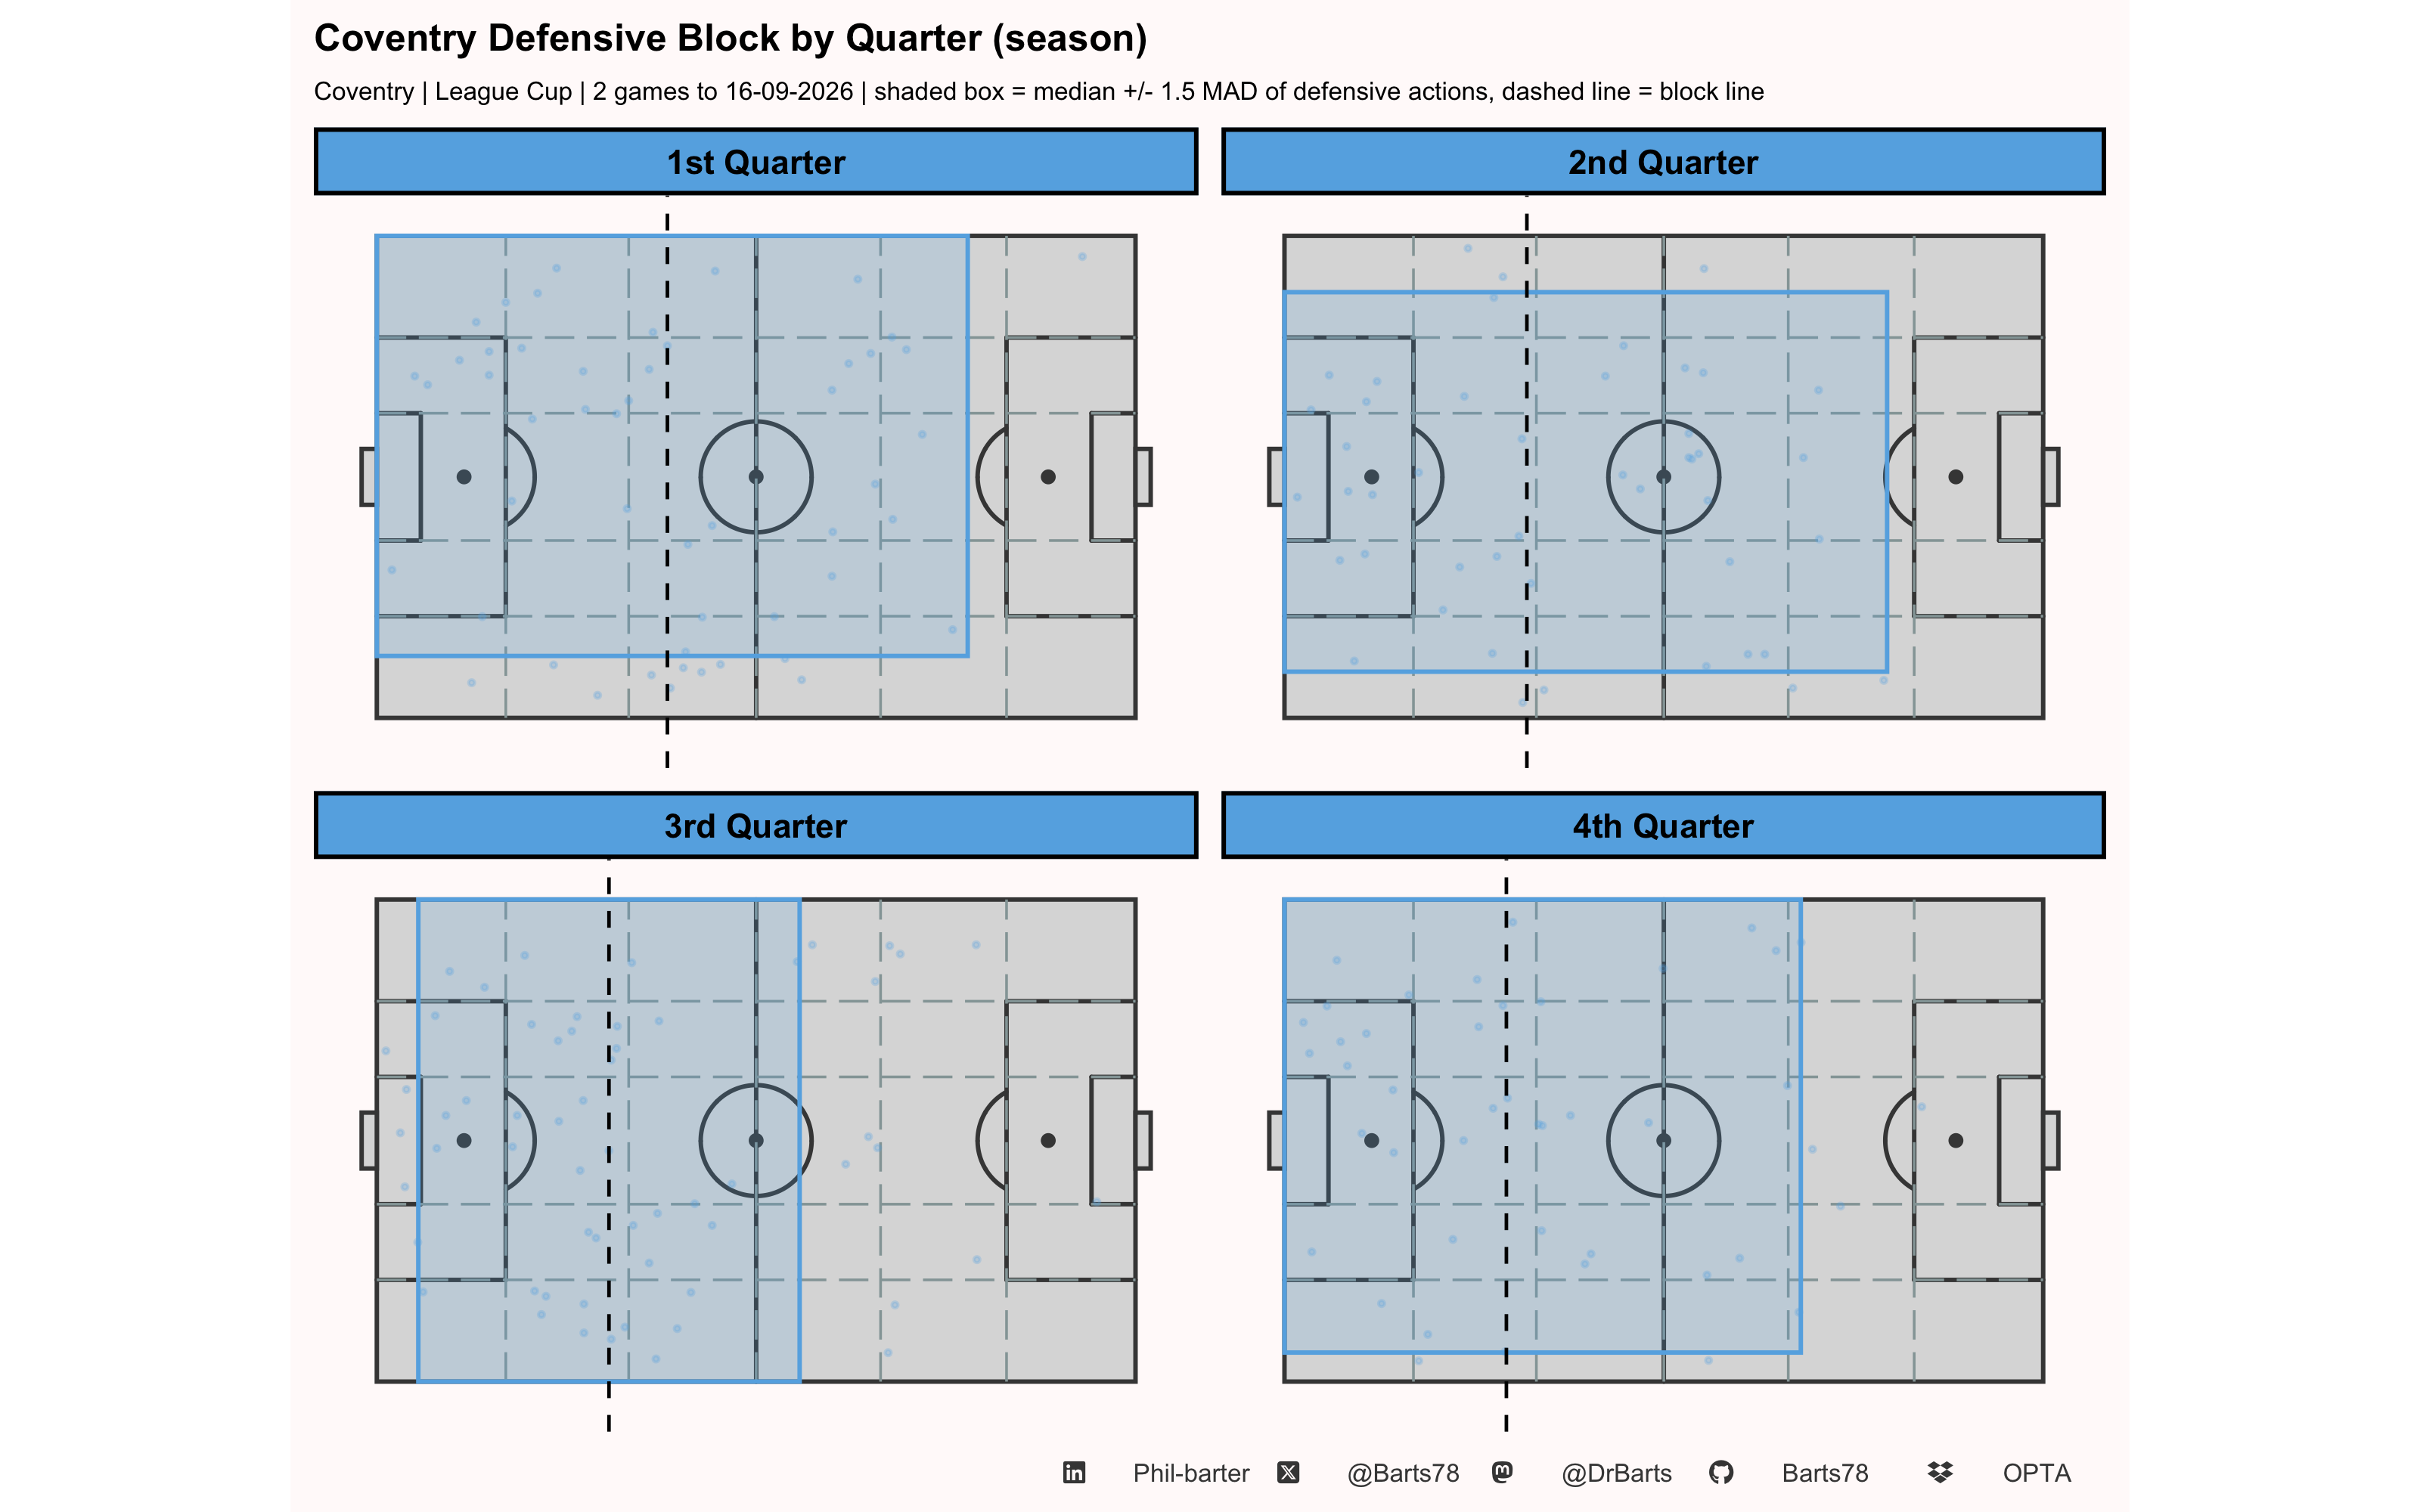 Coventry Defensive Block by Quarter (season)
Coventry | League Cup | 2 games to 16-09-2026 | shaded box = median +/- 1.5 MAD of defensive actions, dashed line = block line
1st Quarter
2nd Quarter
3rd Quarter
4th Quarter
Phil-barter @Barts78 @DrBarts Barts78 OPTA